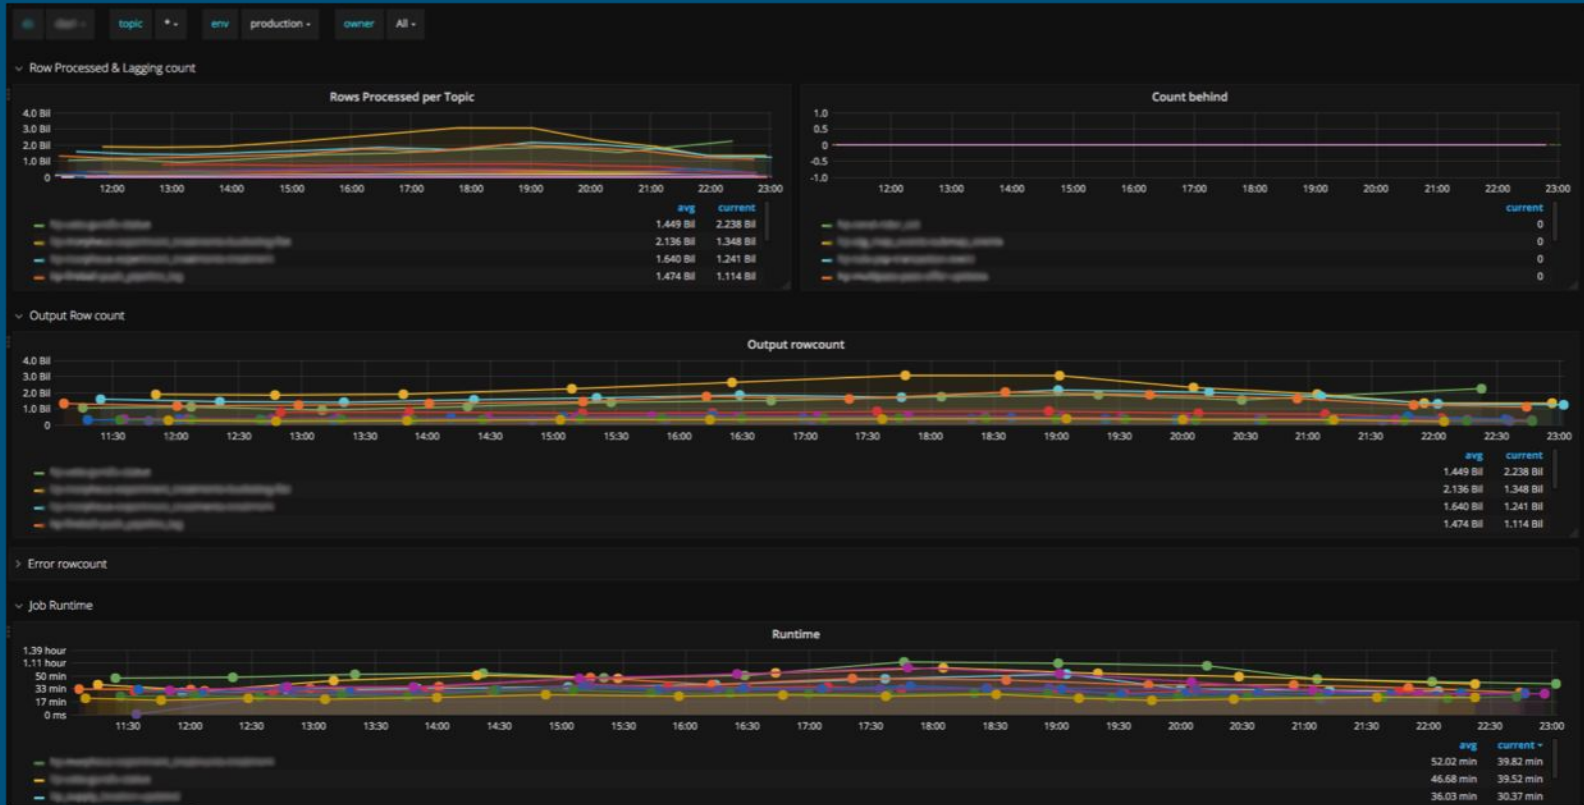 topic * env production owner All
Row Processed & Lagging count
Rows Processed per Topic
4.0 Bil
3.0 Bil
2.0 Bil
1.0 Bil
0
12:00 13:00 14:00 15:00 16:00 17:00 18:00 19:00 20:00 21:00 22:00 23:00
avg current
1.449 Bil 2.238 Bil
2.136 Bil 1.348 Bil
1.640 Bil 1.241 Bil
1.474 Bil 1.114 Bil
Count behind
1.0
0.5
0
-0.5
-1.0
12:00 13:00 14:00 15:00 16:00 17:00 18:00 19:00 20:00 21:00 22:00 23:00
current
0
0
0
0
Output Row count
Output rowcount
4.0 Bil
3.0 Bil
2.0 Bil
1.0 Bil
0
11:30 12:00 12:30 13:00 13:30 14:00 14:30 15:00 15:30 16:00 16:30 17:00 17:30 18:00 18:30 19:00 19:30 20:00 20:30 21:00 21:30 22:00 22:30 23:00
avg current
1.449 Bil 2.238 Bil
2.136 Bil 1.348 Bil
1.640 Bil 1.241 Bil
1.474 Bil 1.114 Bil
Error rowcount
Job Runtime
Runtime
1.39 hour
1.11 hour
50 min
33 min
17 min
0 ms
11:30 12:00 12:30 13:00 13:30 14:00 14:30 15:00 15:30 16:00 16:30 17:00 17:30 18:00 18:30 19:00 19:30 20:00 20:30 21:00 21:30 22:00 22:30 23:00
avg current
52.02 min 39.82 min
46.68 min 39.52 min
36.03 min 30.37 min